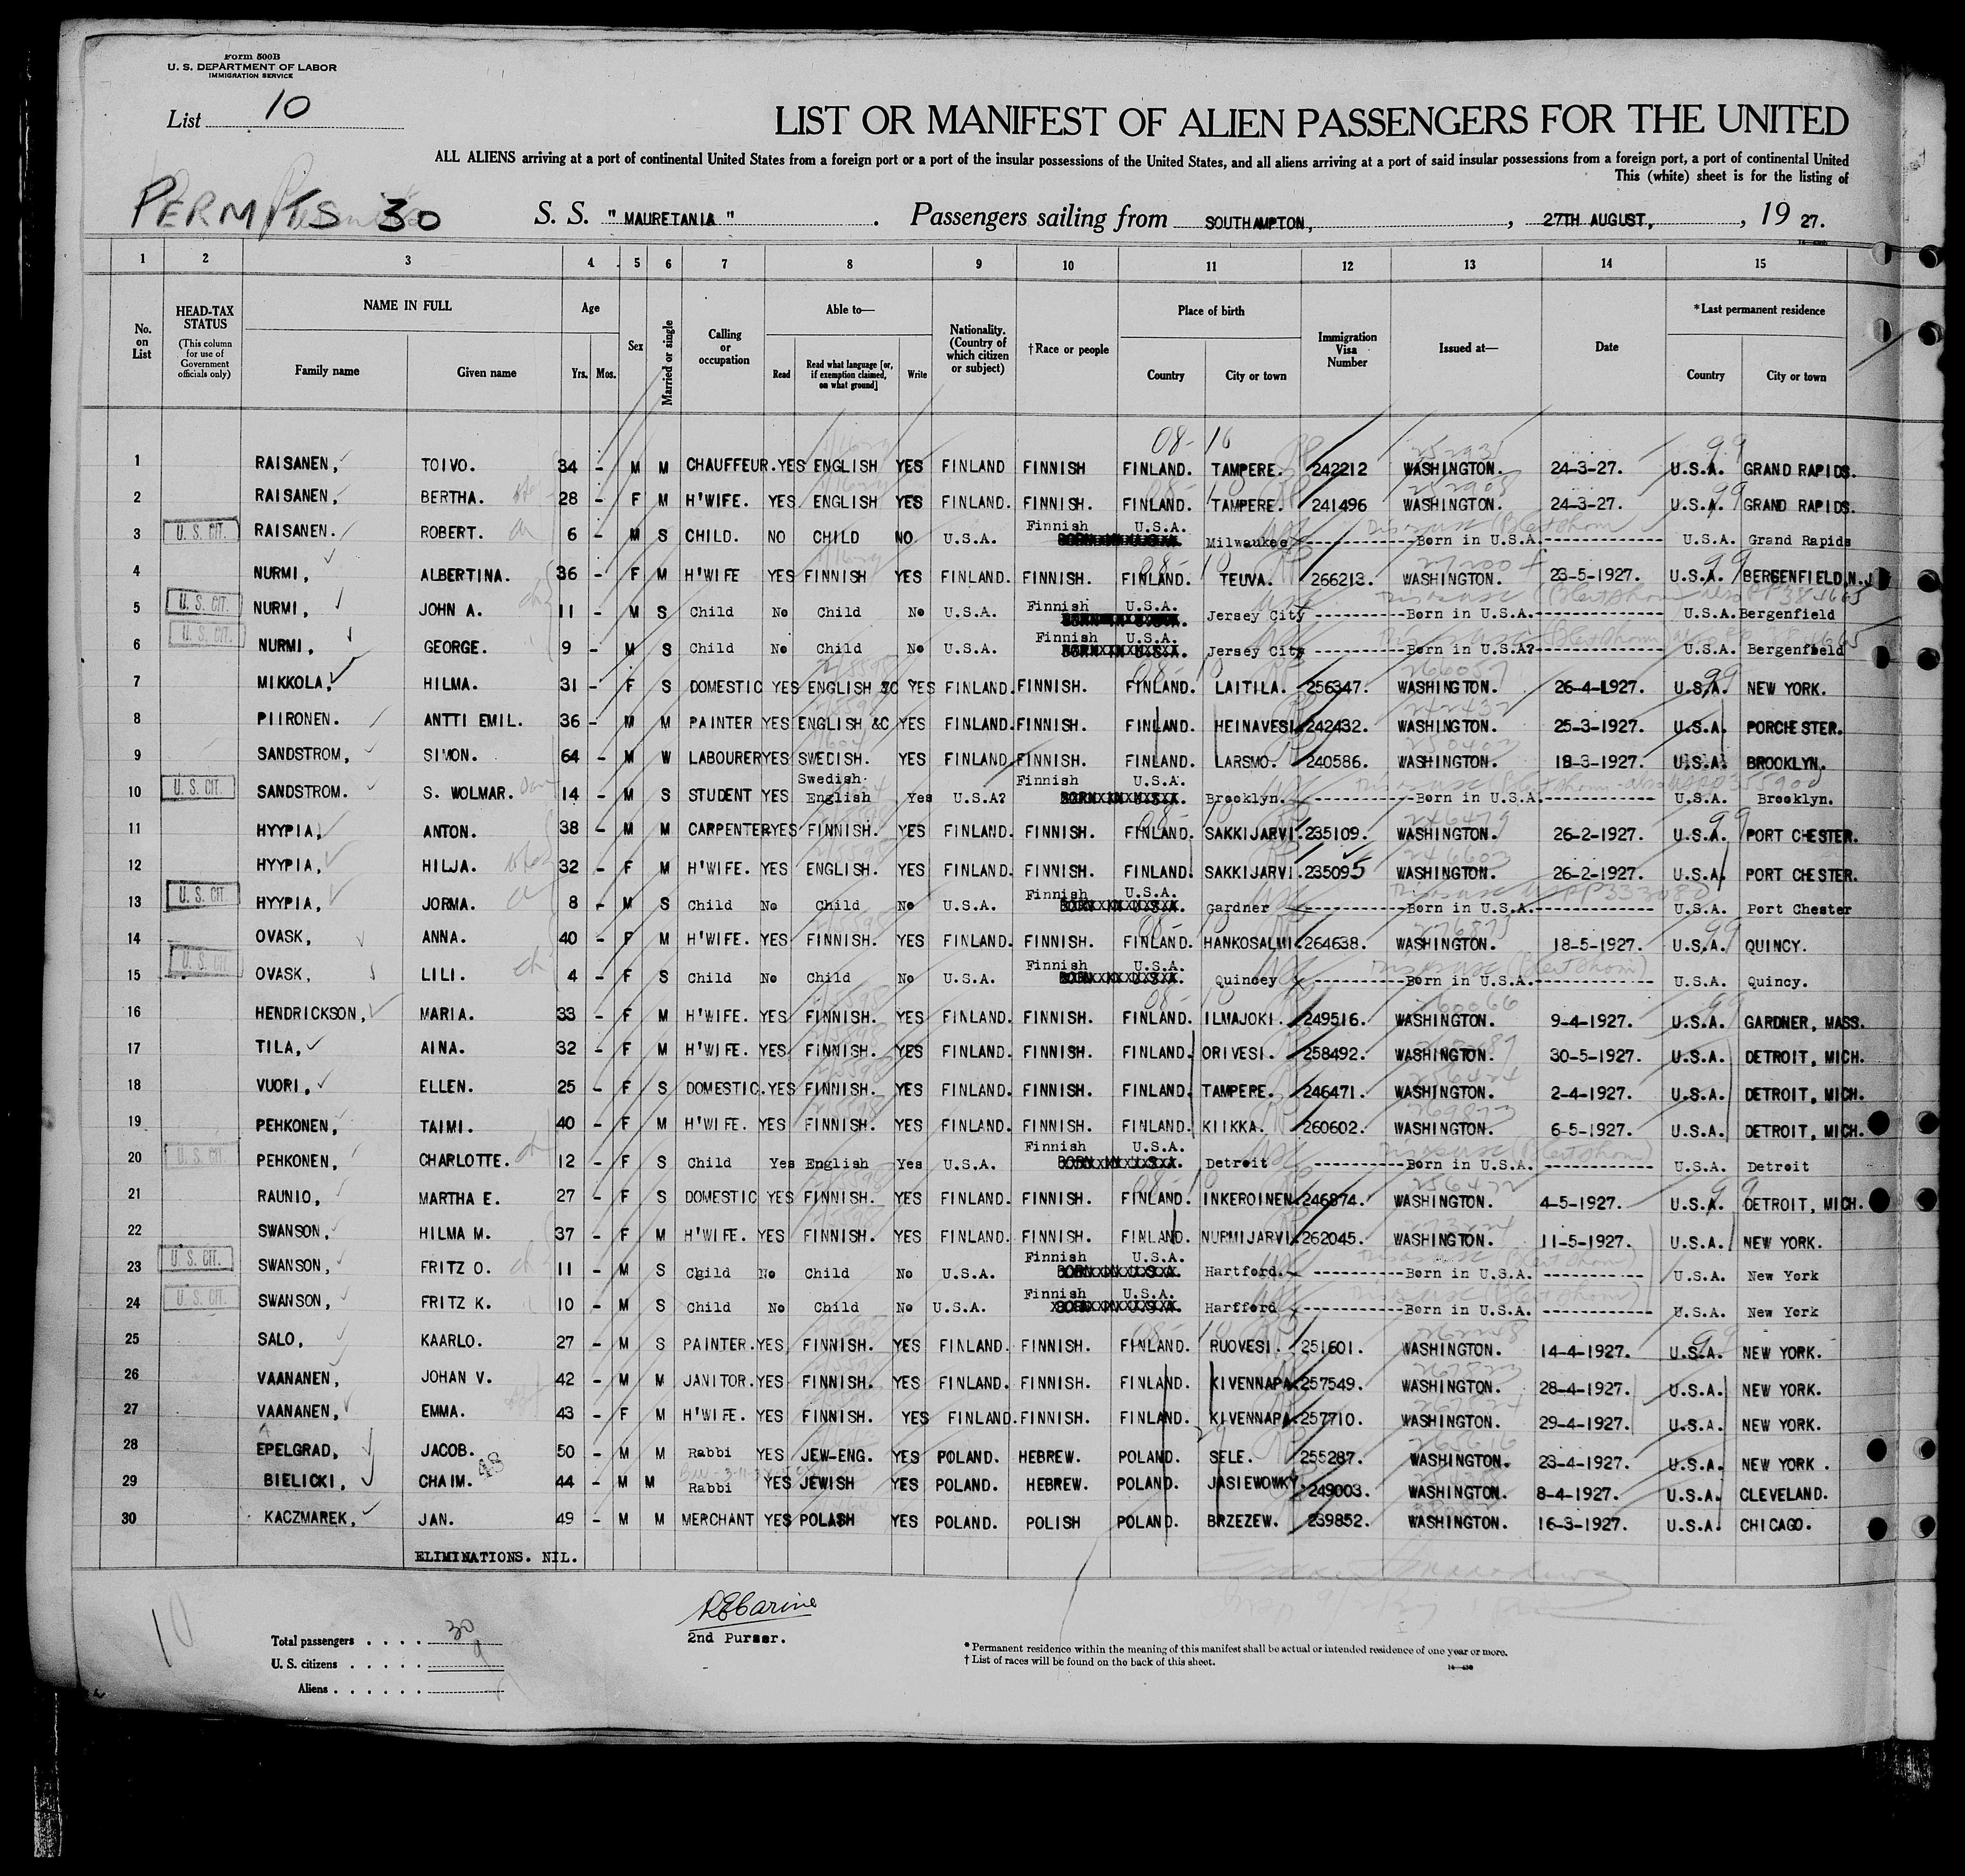 Form 500B
U. S. DEPARTMENT OF LABOR
IMMIGRATION SERVICE
List 10
LIST OR MANIFEST OF ALIEN PASSENGERS FOR THE UNITED
ALL ALIENS arriving at a port of continental United States from a foreign port or a port of the insular possessions of the United States, and all aliens arriving at a port of said insular possessions from a foreign port, a port of continental United
This (white) sheet is for the listing of
PERMITS 30
S. S. "MAURETANIA". Passengers sailing from SOUTHAMPTON, , 27TH AUGUST, , 19 27.
1 2 3 4 5 6 7 8 9 10 11 12 13 14 15
No. on List
HEAD-TAX STATUS (This column for use of Government officials only)
NAME IN FULL
Family name Given name
Age
Yrs. Mos.
Sex
Married or single
Calling or occupation
Able to—
Read Read what language [or, if exemption claimed, on what ground] Write
Nationality. (Country of which citizen or subject)
†Race or people
Place of birth
Country City or town
Immigration Visa Number
Issued at—
Date
*Last permanent residence
Country City or town
1 RAISANEN, TOIVO. 34 - M M CHAUFFEUR. YES ENGLISH YES FINLAND FINNISH FINLAND. TAMPERE. 242212 WASHINGTON. 24-3-27. U.S.A. GRAND RAPIDS.
2 RAISANEN, BERTHA. 28 - F M H'WIFE. YES ENGLISH YES FINLAND. FINNISH. FINLAND. TAMPERE. 241496 WASHINGTON. 24-3-27. U.S.A. GRAND RAPIDS.
3 U. S. CIT. RAISANEN. ROBERT. 6 - M S CHILD. NO CHILD NO U.S.A. Finnish U.S.A. Milwaukee ------------Born in U.S.A.------------- U.S.A. Grand Rapids
4 NURMI, ALBERTINA. 36 - F M H'WIFE YES FINNISH YES FINLAND. FINNISH. FINLAND. TEUVA. 266213. WASHINGTON. 23-5-1927. U.S.A. BERGENFIELD,N.J
5 U. S. CIT. NURMI, JOHN A. 11 - M S Child No Child No U.S.A. Finnish U.S.A. Jersey City ----------Born in U.S.A.-------------- U.S.A. Bergenfield
6 U. S. CIT. NURMI, GEORGE. 9 - M S Child No Child No U.S.A. Finnish U.S.A. Jersey City ----------Born in U.S.A?------------- U.S.A. Bergenfield
7 MIKKOLA, HILMA. 31 - F S DOMESTIC YES ENGLISH &C YES FINLAND. FINNISH. FINLAND. LAITILA. 256347. WASHINGTON. 26-4-1927. U.S.A. NEW YORK.
8 PIIRONEN. ANTTI EMIL. 36 - M M PAINTER YES ENGLISH &C YES FINLAND. FINNISH. FINLAND. HEINAVESI. 242432. WASHINGTON. 25-3-1927. U.S.A. PORCHESTER.
9 SANDSTROM, SIMON. 64 - M W LABOURER YES SWEDISH. YES FINLAND. FINNISH. FINLAND. LARSMO. 240586. WASHINGTON. 18-3-1927. U.S.A. BROOKLYN.
10 U. S. CIT. SANDSTROM. S. WOLMAR. 14 - M S STUDENT YES Swedish English Yes U.S.A? Finnish U.S.A. Brooklyn. ------------Born in U.S.A.------------- U.S.A. Brooklyn.
11 HYYPIA, ANTON. 38 - M M CARPENTER YES FINNISH. YES FINLAND. FINNISH. FINLAND. SAKKIJARVI. 235109. WASHINGTON. 26-2-1927. U.S.A. PORT CHESTER.
12 HYYPIA, HILJA. 32 - F M H'WIFE. YES ENGLISH. YES FINLAND. FINNISH. FINLAND. SAKKIJARVI. 235095 WASHINGTON. 26-2-1927. U.S.A. PORT CHESTER.
13 U. S. CIT. HYYPIA, JORMA. 8 - M S Child No Child No U.S.A. Finnish U.S.A. Gardner ------------Born in U.S.A.------------- U.S.A. Port Chester
14 OVASK, ANNA. 40 - F M H'WIFE. YES FINNISH. YES FINLAND. FINNISH. FINLAND. HANKOSALMI. 264638. WASHINGTON. 18-5-1927. U.S.A. QUINCY.
15 U. S. CIT. OVASK, LILI. 4 - F S Child No Child No U.S.A. Finnish U.S.A. Quincey ----------Born in U.S.A.------------- U.S.A. Quincy.
16 HENDRICKSON, MARIA. 33 - F M H'WIFE. YES FINNISH. YES FINLAND. FINNISH. FINLAND. ILMAJOKI. 249516. WASHINGTON. 9-4-1927. U.S.A. GARDNER, MASS.
17 TILA, AINA. 32 - F M H'WIFE. YES FINNISH. YES FINLAND. FINNISH. FINLAND. ORIVESI. 258492. WASHINGTON. 30-5-1927. U.S.A. DETROIT, MICH.
18 VUORI, ELLEN. 25 - F S DOMESTIC. YES FINNISH. YES FINLAND. FINNISH. FINLAND. TAMPERE. 246471. WASHINGTON. 2-4-1927. U.S.A. DETROIT, MICH.
19 PEHKONEN, TAIMI. 40 - F M H'WIFE. YES FINNISH. YES FINLAND. FINNISH. FINLAND. KIIKKA. 260602. WASHINGTON. 6-5-1927. U.S.A. DETROIT, MICH.
20 U. S. CIT. PEHKONEN, CHARLOTTE. 12 - F S Child Yes English Yes U.S.A. Finnish U.S.A. Detroit ----------Born in U.S.A. ------------ U.S.A. Detroit
21 RAUNIO, MARTHA E. 27 - F S DOMESTIC YES FINNISH. YES FINLAND. FINNISH. FINLAND. INKEROINEN. 246874. WASHINGTON. 4-5-1927. U.S.A. DETROIT, MICH.
22 SWANSON, HILMA M. 37 - F M H'WIFE. YES FINNISH. YES FINLAND. FINNISH. FINLAND. NURMIJARVI. 262045. WASHINGTON. 11-5-1927. U.S.A. NEW YORK.
23 U. S. CIT. SWANSON, FRITZ O. 11 - M S Cgild No Child No U.S.A. Finnish U.S.A. Hartford. ----------Born in U.S.A. ----------- U.S.A. New York
24 U. S. CIT. SWANSON, FRITZ K. 10 - M S Child No Child No U.S.A. Finnish U.S.A. Harfford ------------Born in U.S.A. ------------ U.S.A. New York
25 SALO, KAARLO. 27 - M S PAINTER. YES FINNISH. YES FINLAND. FINNISH. FINLAND. RUOVESI. 251601. WASHINGTON. 14-4-1927. U.S.A. NEW YORK.
26 VAANANEN, JOHAN V. 42 - M M JANITOR. YES FINNISH. YES FINLAND. FINNISH. FINLAND. KIVENNAPA. 257549. WASHINGTON. 28-4-1927. U.S.A. NEW YORK.
27 VAANANEN, EMMA. 43 - F M H'WIFE. YES FINNISH. YES FINLAND. FINNISH. FINLAND. KIVENNAPA. 257710. WASHINGTON. 29-4-1927. U.S.A. NEW YORK.
28 EPELGRAD, JACOB. 50 - M M Rabbi YES JEW-ENG. YES POLAND. HEBREW. POLAND. SELE. 255287. WASHINGTON. 23-4-1927. U.S.A. NEW YORK.
29 BIELICKI, CHAIM. 48 44 - M M Rabbi YES JEWISH YES POLAND. HEBREW. POLAND. JASIEWOWKY. 249003. WASHINGTON. 8-4-1927. U.S.A. CLEVELAND.
30 KACZMAREK, JAN. 49 - M M MERCHANT YES POLASH YES POLAND. POLISH POLAND. BRZEZEW. 239852. WASHINGTON. 16-3-1927. U.S.A. CHICAGO.
ELIMINATIONS. NIL.
10
2nd Purser.
Total passengers . . . . 30
U. S. citizens . . . . . 9
Aliens . . . . . .
* Permanent residence within the meaning of this manifest shall be actual or intended residence of one year or more.
† List of races will be found on the back of this sheet.